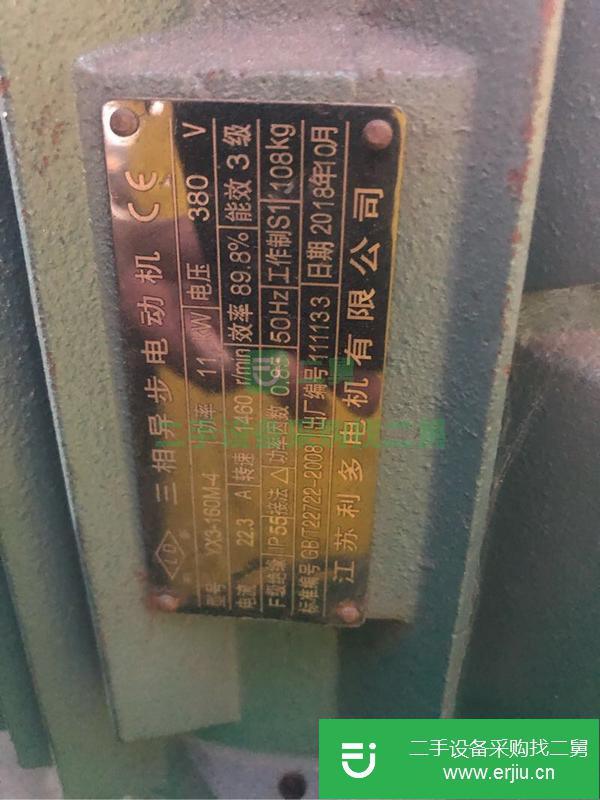 LD 三相异步电动机 CE
型号 YX3-160M-4 功率 11 kW 电压 380 V
电流 22.3 A 转速 1460 r/min 效率 89.8% 能效 3 级
F级绝缘 IP55 接法 △ 功率因数 0.85 50Hz 工作制S1 108kg
标准编号 GB/T22722-2008 出厂编号 111133 日期 2018年10月
江苏利多电机有限公司
二手设备采购找二舅
www.erjiu.cn